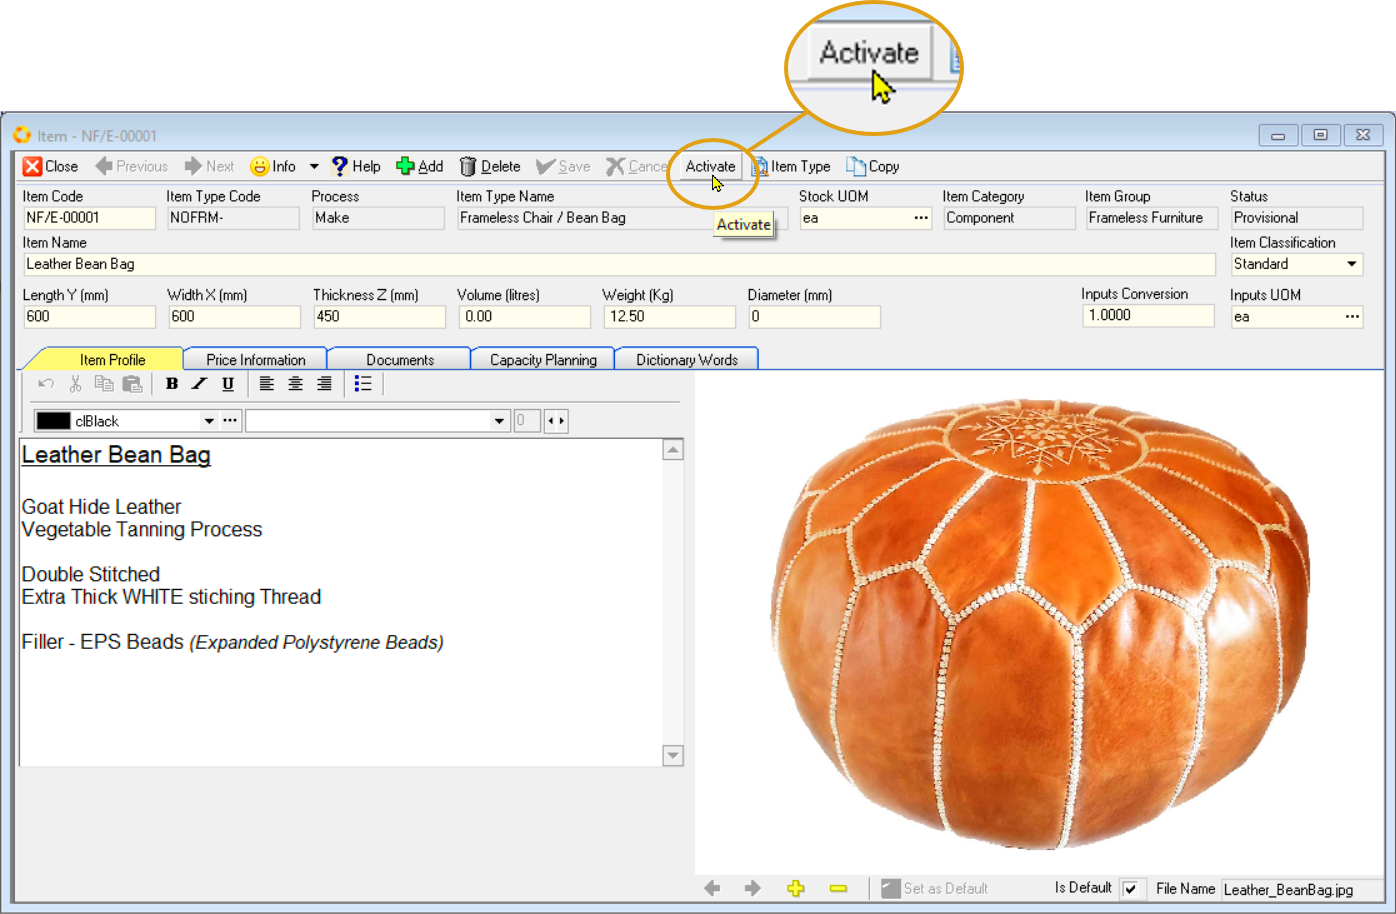 Activate
Item - NF/E-00001
Close Previous Next Info Help Add Delete Save Cance Activate Item Type Copy
Item Code Item Type Code Process Item Type Name Stock UOM Item Category Item Group Status
NF/E-00001 NOFRM- Make Frameless Chair / Bean Bag ea ... Component Frameless Furniture Provisional
Activate
Item Name Item Classification
Leather Bean Bag Standard
Length Y (mm) Width X (mm) Thickness Z (mm) Volume (litres) Weight (Kg) Diameter (mm) Inputs Conversion Inputs UOM
600 600 450 0.00 12.50 0 1.0000 ea ...
Item Profile Price Information Documents Capacity Planning Dictionary Words
B I U
clBlack ... 0
Leather Bean Bag
Goat Hide Leather
Vegetable Tanning Process
Double Stitched
Extra Thick WHITE stiching Thread
Filler - EPS Beads (Expanded Polystyrene Beads)
Set as Default Is Default File Name Leather_BeanBag.jpg